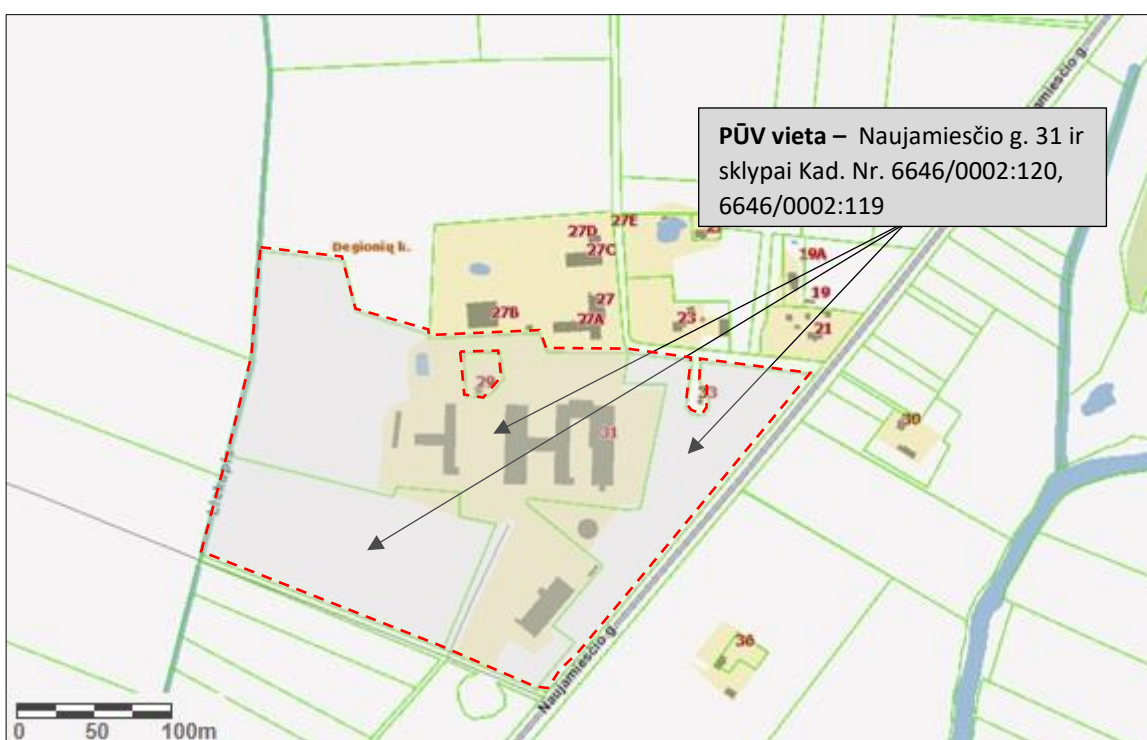 Naujamiesčio g.
PŪV vieta – Naujamiesčio g. 31 ir
sklypai Kad. Nr. 6646/0002:120,
6646/0002:119
27E
27D
27C
Degionių k.
19A
27
19
27B
27A
23
21
29
33
31
30
36
Naujamiesčio g.
0 50 100m